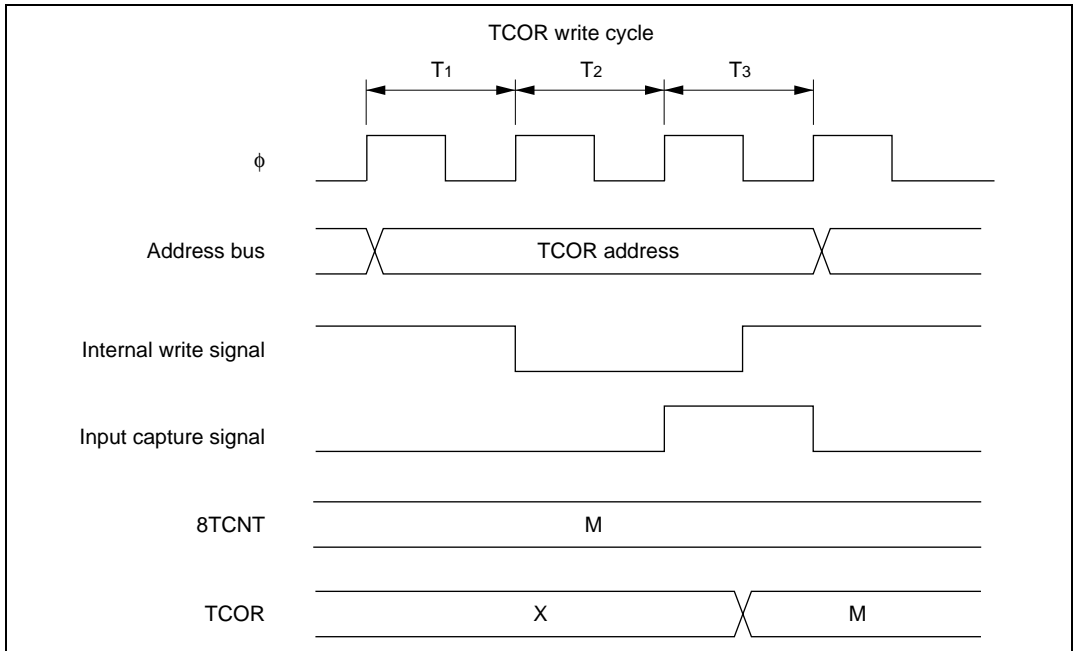 TCOR write cycle
T1 T2 T3
φ
Address bus TCOR address
Internal write signal
Input capture signal
8TCNT M
TCOR X M